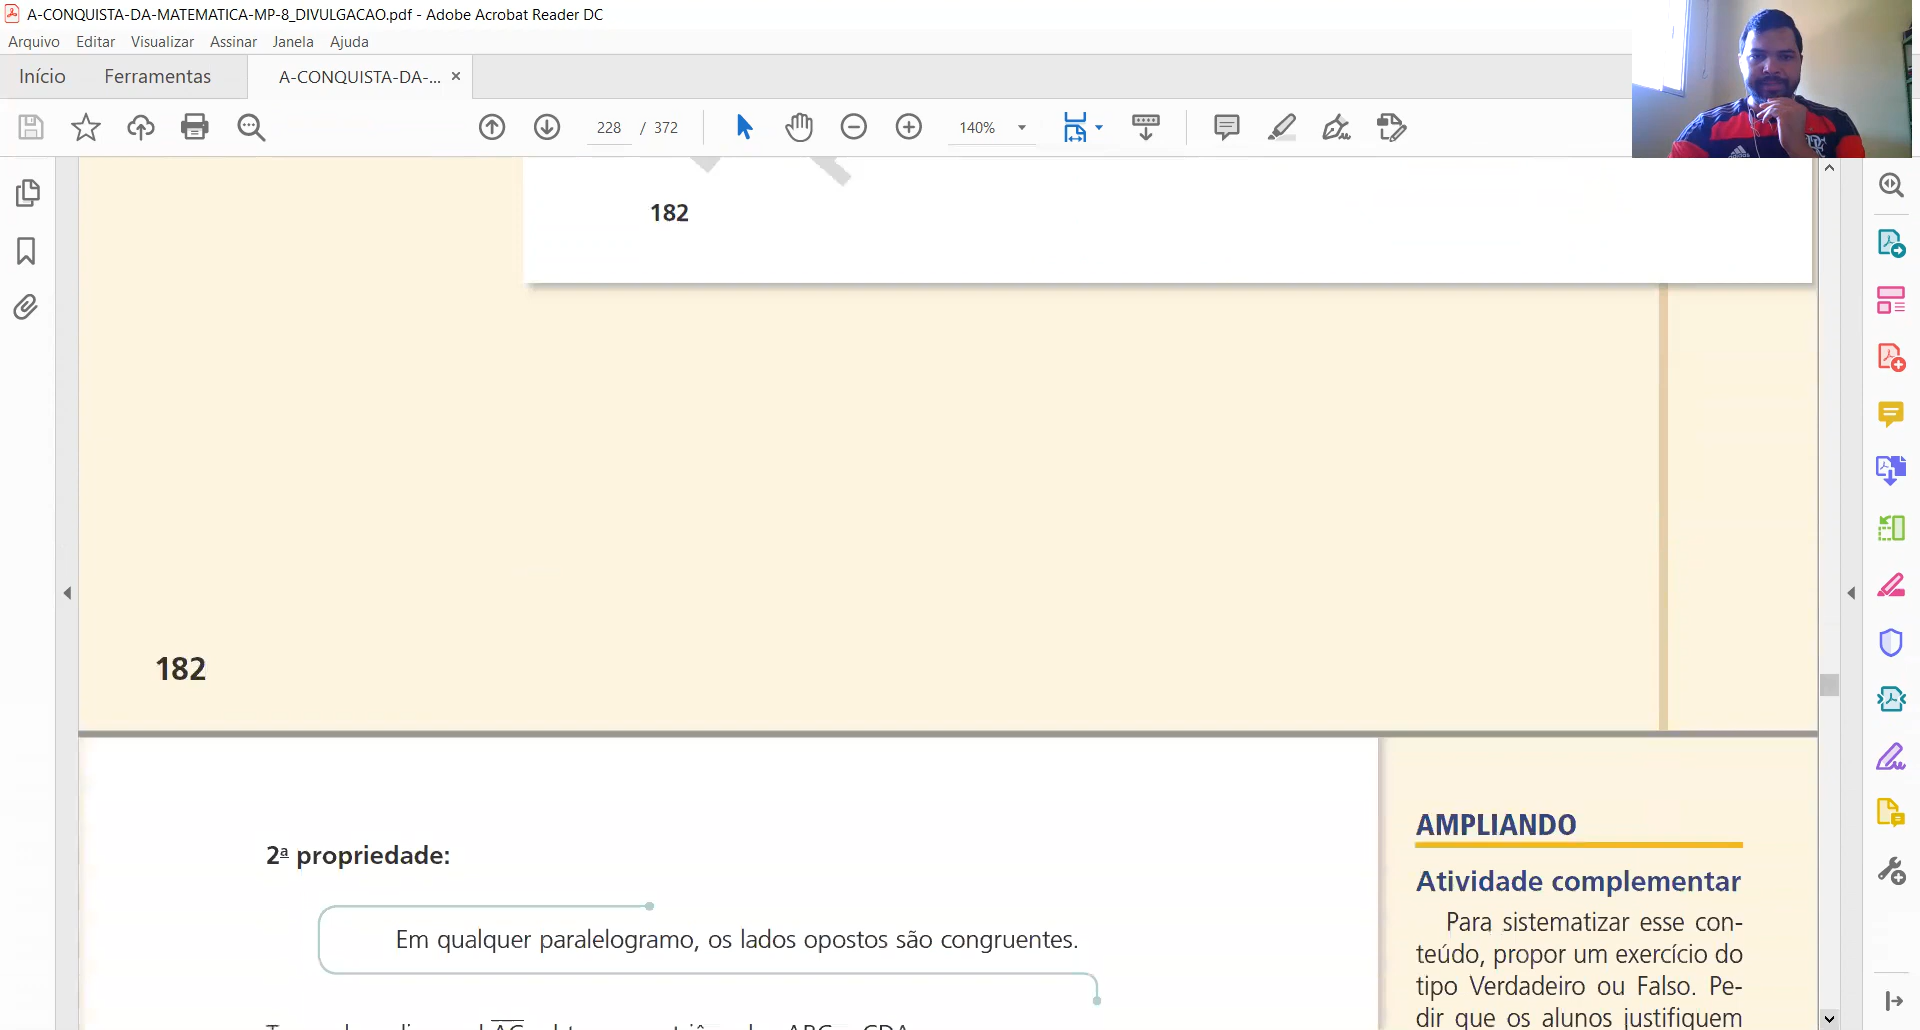 A-CONQUISTA-DA-MATEMATICA-MP-8_DIVULGACAO.pdf - Adobe Acrobat Reader DC
Arquivo Editar Visualizar Assinar Janela Ajuda
Início Ferramentas A-CONQUISTA-DA-... ×
228 / 372 140%
182
182
2ª propriedade:
Em qualquer paralelogramo, os lados opostos são congruentes.
AMPLIANDO
Atividade complementar
Para sistematizar esse con-
teúdo, propor um exercício do
tipo Verdadeiro ou Falso. Pe-
dir que os alunos justifiquem